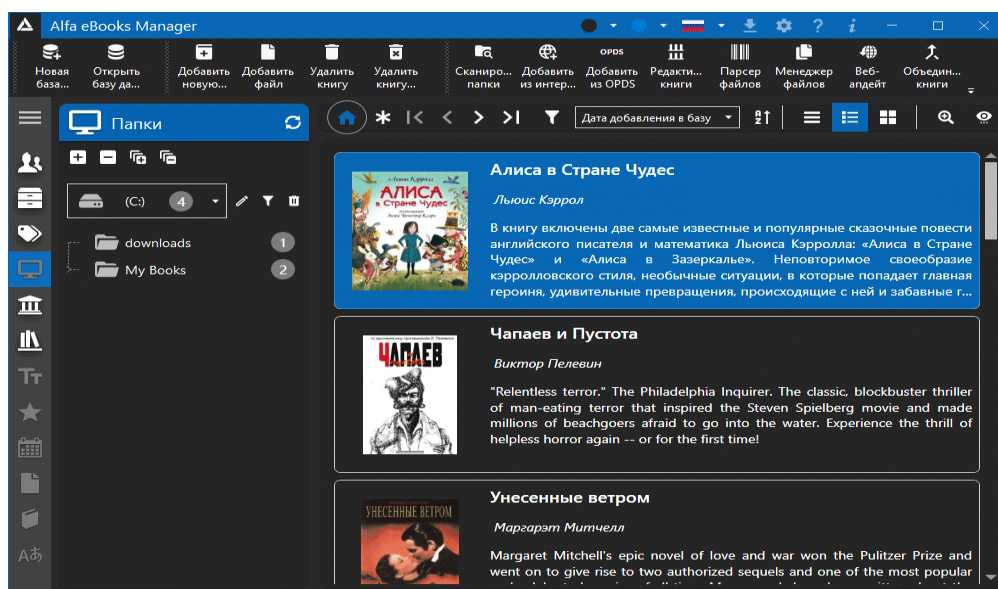 Alfa eBooks Manager
Новая база...
Открыть базу да...
Добавить новую...
Добавить файл
Удалить книгу
Удалить книгу...
Сканиро... папки
Добавить из интер...
OPDS
Добавить из OPDS
Редакти... книги
Парсер файлов
Менеджер файлов
Веб-апдейт
Объедин... книги
Папки
Дата добавления в базу
(C:) 4
downloads 1
My Books 2
Алиса в Стране Чудес
Льюис Кэррол
В книгу включены две самые известные и популярные сказочные повести
английского писателя и математика Льюиса Кэрролла: «Алиса в Стране
Чудес» и «Алиса в Зазеркалье». Неповторимое своеобразие
кэрролловского стиля, необычные ситуации, в которые попадает главная
героиня, удивительные превращения, происходящие с ней и забавные г...
Льюис Кэрролл
АЛИСА
в Стране Чудес
Чапаев и Пустота
Виктор Пелевин
"Relentless terror." The Philadelphia Inquirer. The classic, blockbuster thriller
of man-eating terror that inspired the Steven Spielberg movie and made
millions of beachgoers afraid to go into the water. Experience the thrill of
helpless horror again -- or for the first time!
ЧАПАЕВ
Унесенные ветром
Маргарэт Митчелл
Margaret Mitchell's epic novel of love and war won the Pulitzer Prize and
went on to give rise to two authorized sequels and one of the most popular
УНЕСЕННЫЕ ВЕТРОМ